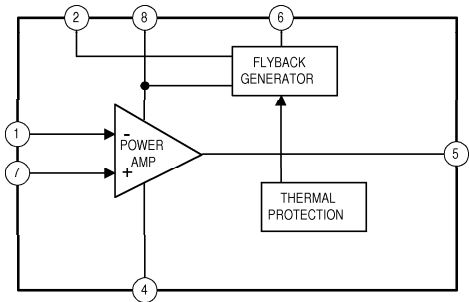 2
8
6
FLYBACK
GENERATOR
1
-
POWER
AMP
7
+
5
THERMAL
PROTECTION
4